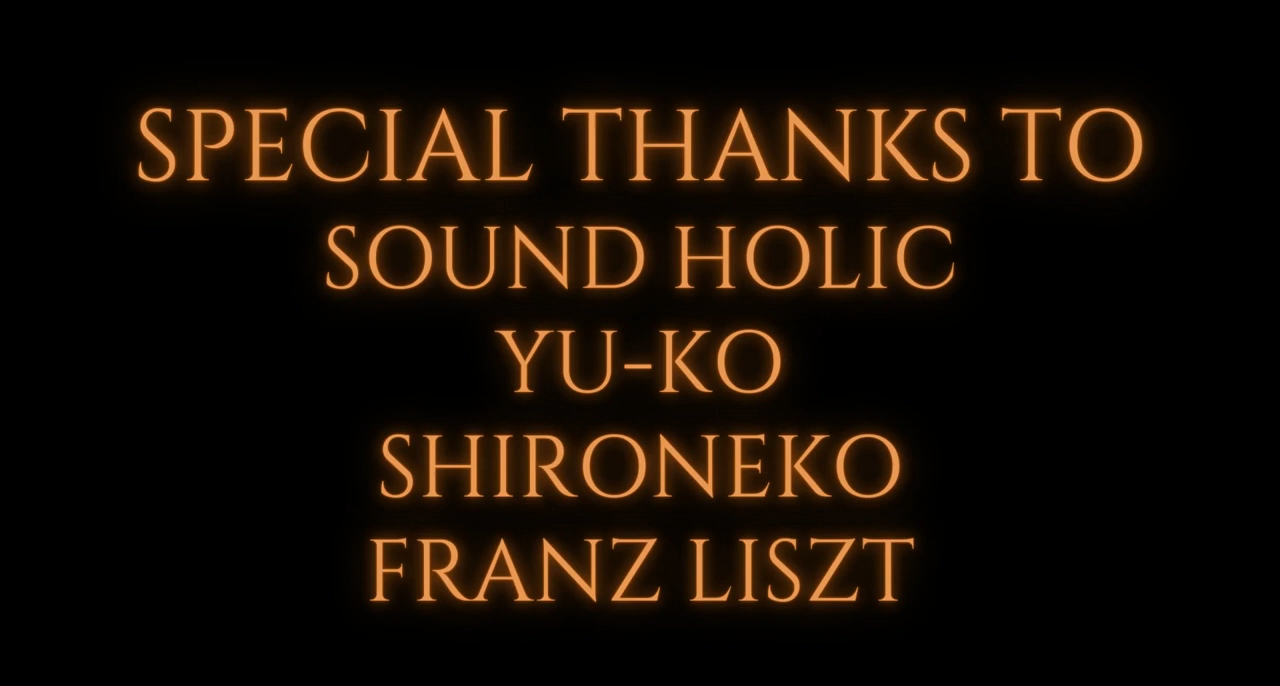 SPECIAL THANKS TO
SOUND HOLIC
YU-KO
SHIRONEKO
FRANZ LISZT